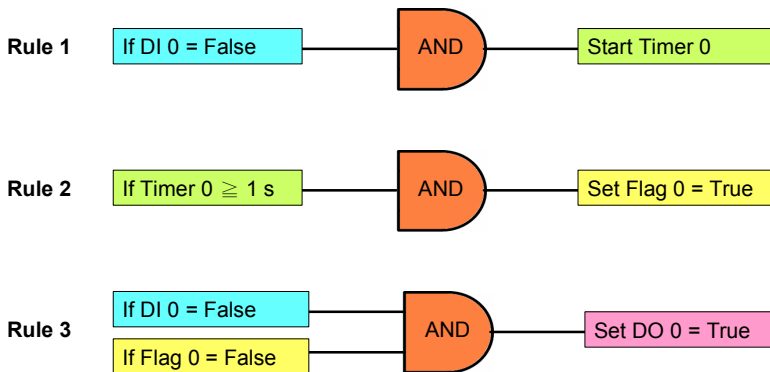 Rule 1
If DI 0 = False
AND
Start Timer 0
Rule 2
If Timer 0 ≧ 1 s
AND
Set Flag 0 = True
Rule 3
If DI 0 = False
If Flag 0 = False
AND
Set DO 0 = True